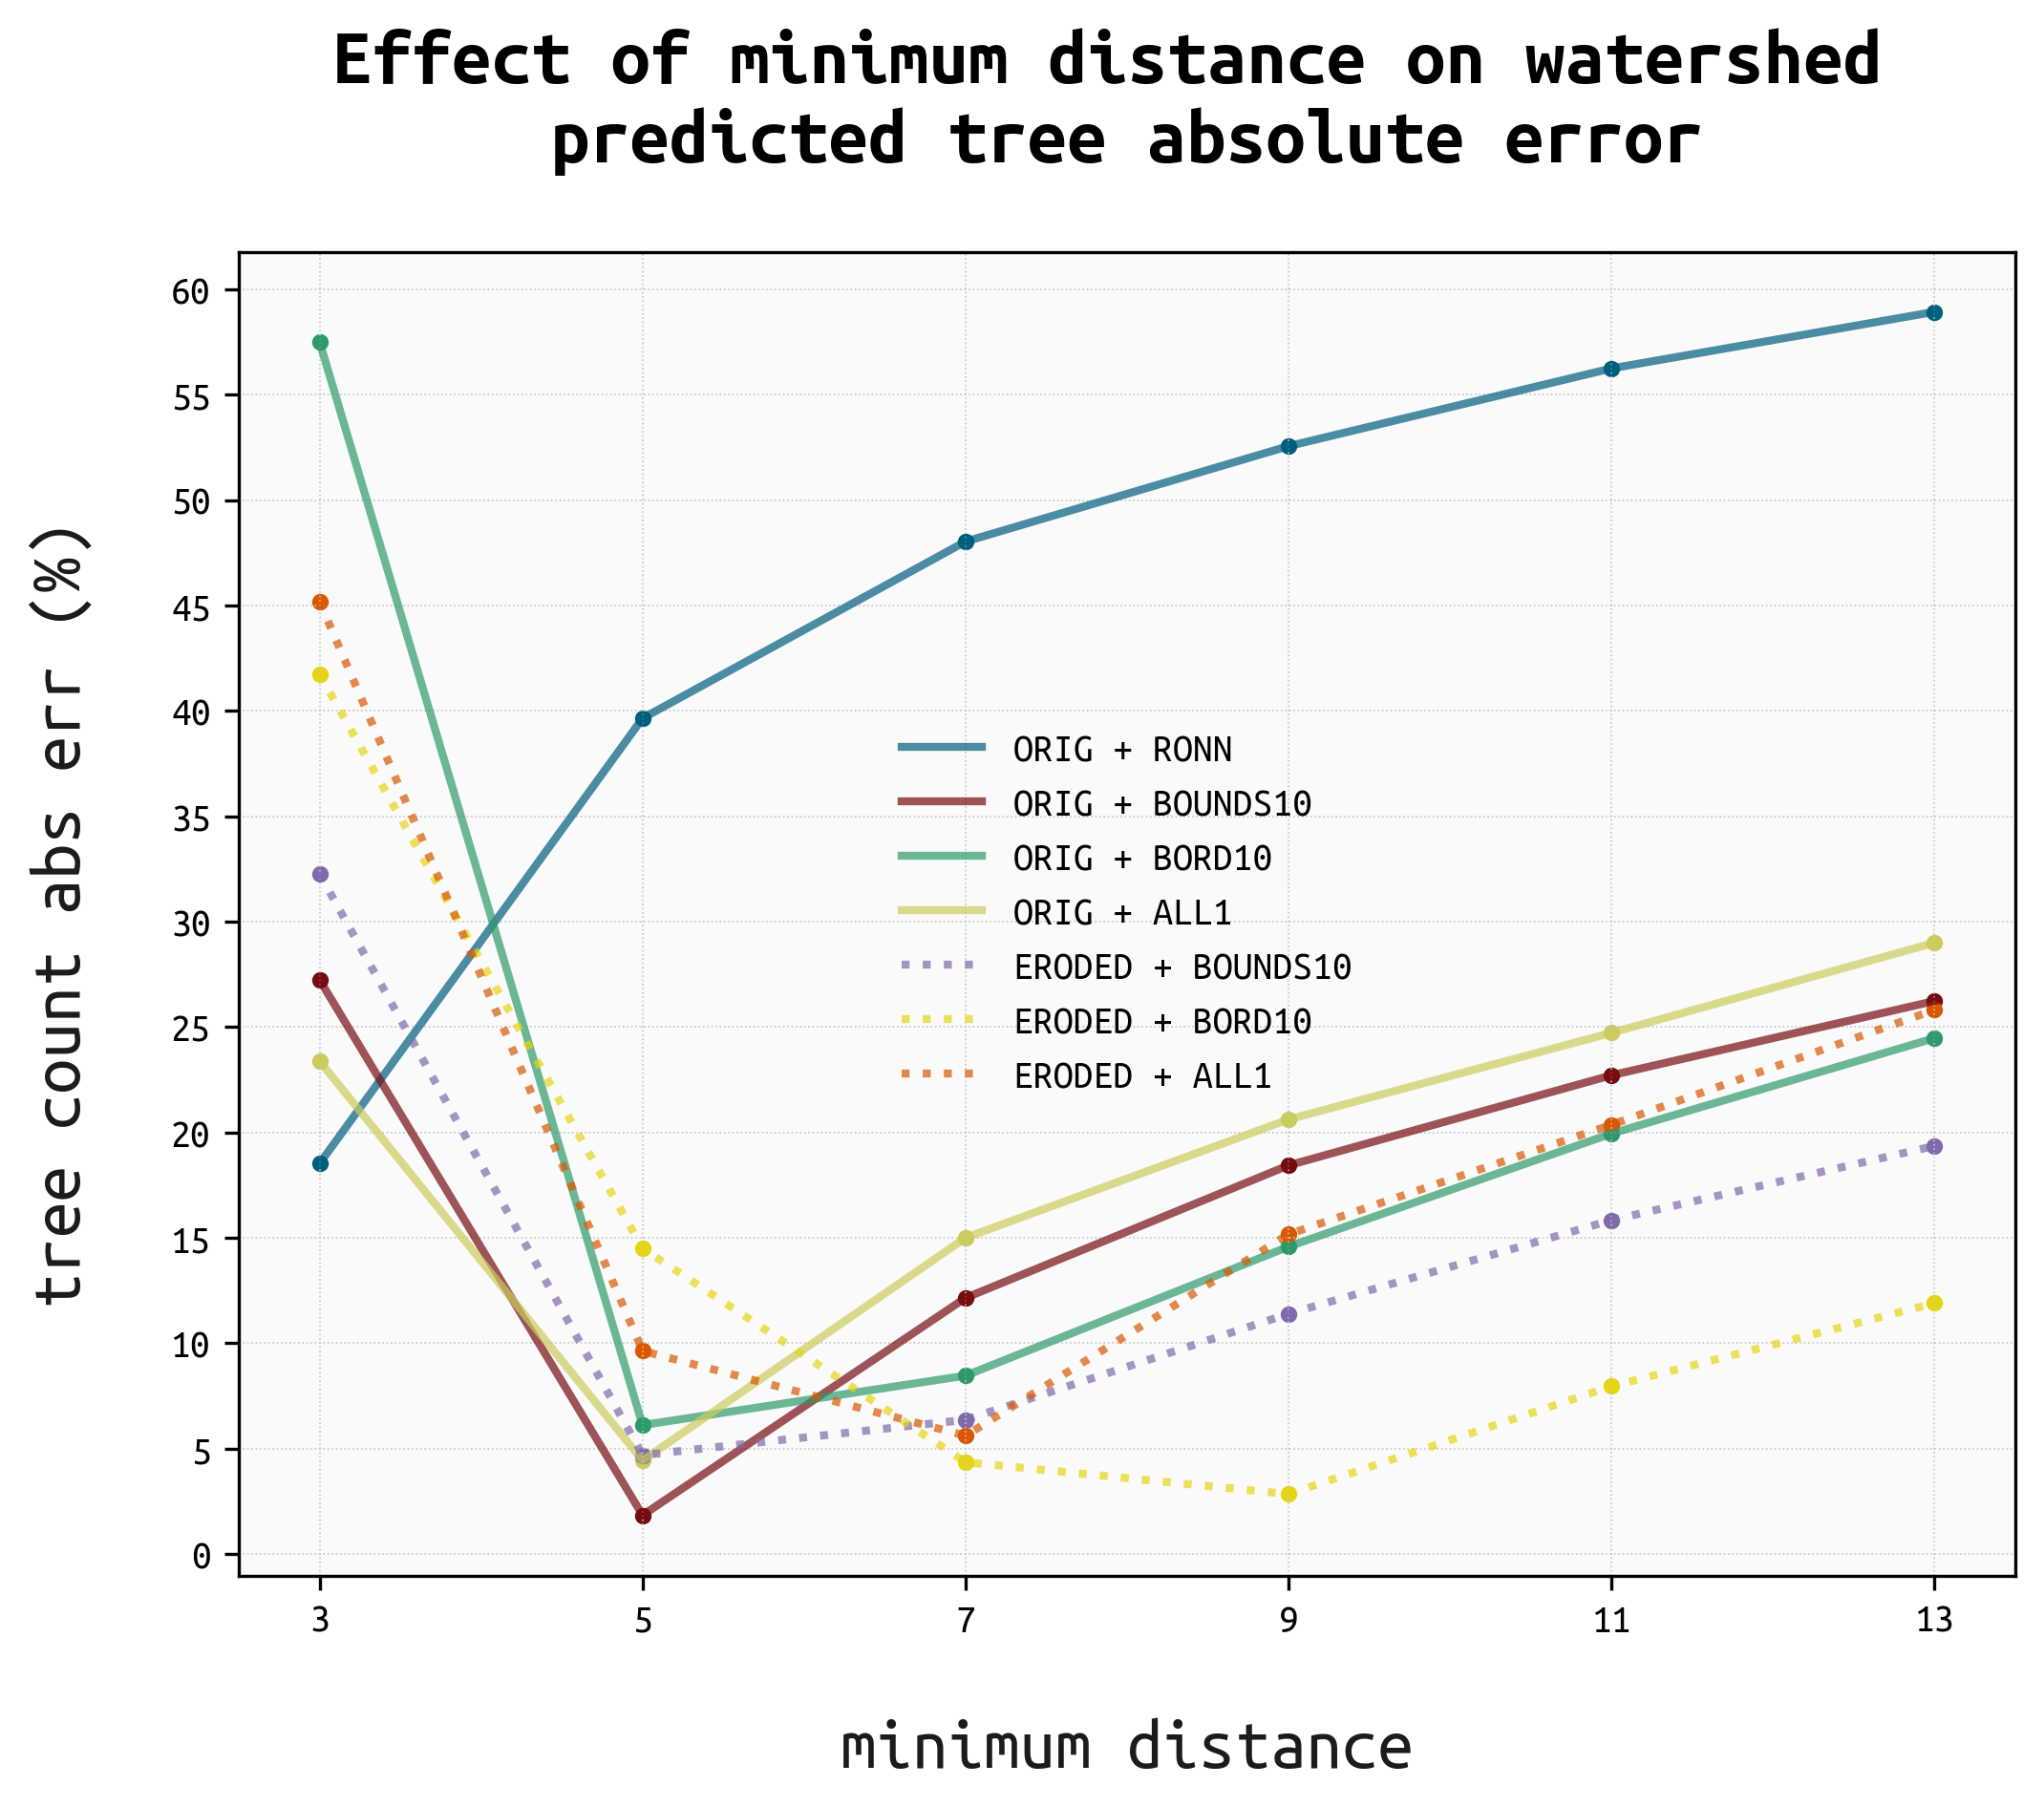 Effect of minimum distance on watershed
predicted tree absolute error
tree count abs err (%)
60
55
50
45
40
35
30
25
20
15
10
5
0
ORIG + RONN
ORIG + BOUNDS10
ORIG + BORD10
ORIG + ALL1
ERODED + BOUNDS10
ERODED + BORD10
ERODED + ALL1
3 5 7 9 11 13
minimum distance